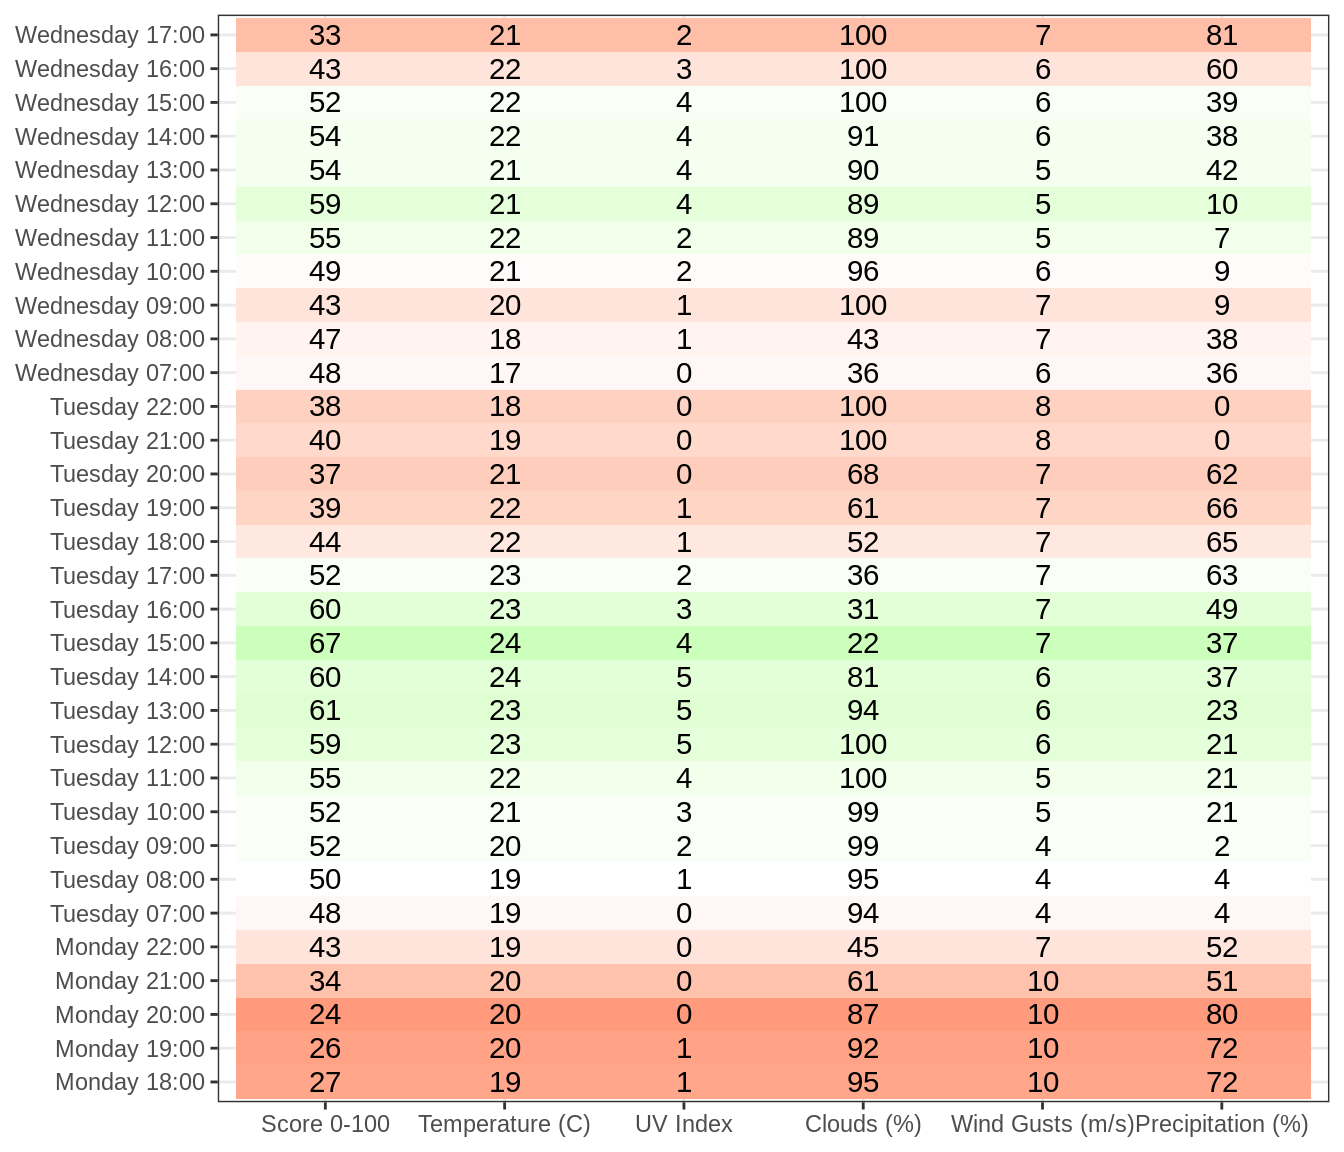 Wednesday 17:00 33 21 2 100 7 81
Wednesday 16:00 43 22 3 100 6 60
Wednesday 15:00 52 22 4 100 6 39
Wednesday 14:00 54 22 4 91 6 38
Wednesday 13:00 54 21 4 90 5 42
Wednesday 12:00 59 21 4 89 5 10
Wednesday 11:00 55 22 2 89 5 7
Wednesday 10:00 49 21 2 96 6 9
Wednesday 09:00 43 20 1 100 7 9
Wednesday 08:00 47 18 1 43 7 38
Wednesday 07:00 48 17 0 36 6 36
Tuesday 22:00 38 18 0 100 8 0
Tuesday 21:00 40 19 0 100 8 0
Tuesday 20:00 37 21 0 68 7 62
Tuesday 19:00 39 22 1 61 7 66
Tuesday 18:00 44 22 1 52 7 65
Tuesday 17:00 52 23 2 36 7 63
Tuesday 16:00 60 23 3 31 7 49
Tuesday 15:00 67 24 4 22 7 37
Tuesday 14:00 60 24 5 81 6 37
Tuesday 13:00 61 23 5 94 6 23
Tuesday 12:00 59 23 5 100 6 21
Tuesday 11:00 55 22 4 100 5 21
Tuesday 10:00 52 21 3 99 5 21
Tuesday 09:00 52 20 2 99 4 2
Tuesday 08:00 50 19 1 95 4 4
Tuesday 07:00 48 19 0 94 4 4
Monday 22:00 43 19 0 45 7 52
Monday 21:00 34 20 0 61 10 51
Monday 20:00 24 20 0 87 10 80
Monday 19:00 26 20 1 92 10 72
Monday 18:00 27 19 1 95 10 72
Score 0-100 Temperature (C) UV Index Clouds (%) Wind Gusts (m/s) Precipitation (%)